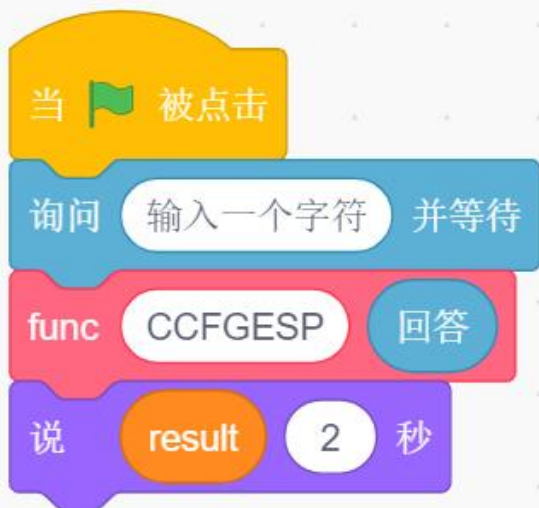 当 被点击
询问 输入一个字符 并等待
func CCFGESP 回答
说 result 2 秒